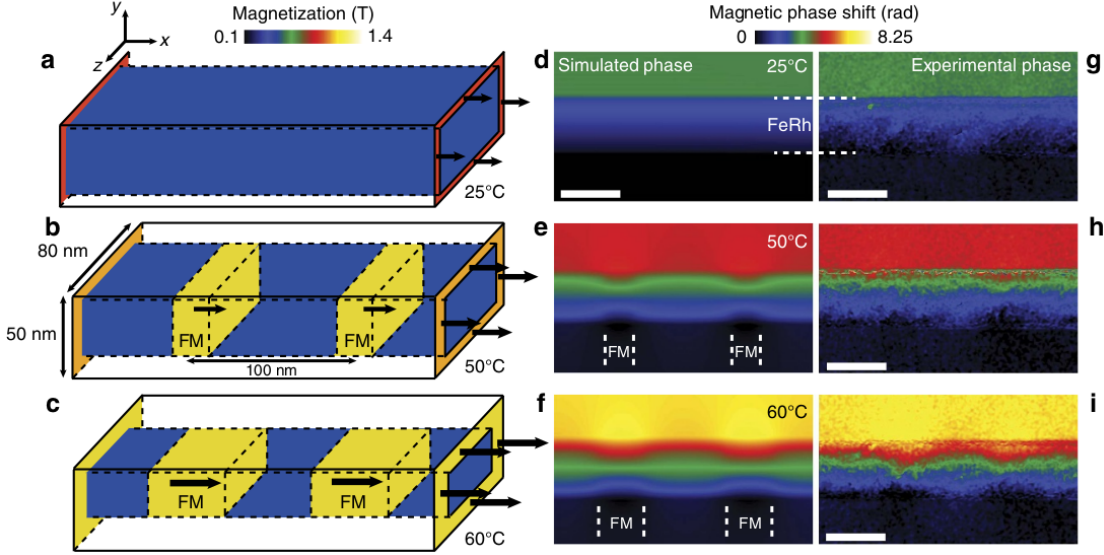 Magnetization (T)
0.1 1.4
Magnetic phase shift (rad)
0 8.25
y
x
z
a
25°C
b
80 nm
50 nm
FM
FM
100 nm
50°C
c
FM
FM
60°C
d
Simulated phase
25°C
FeRh
Experimental phase
g
e
50°C
FM
FM
h
f
60°C
FM
FM
i